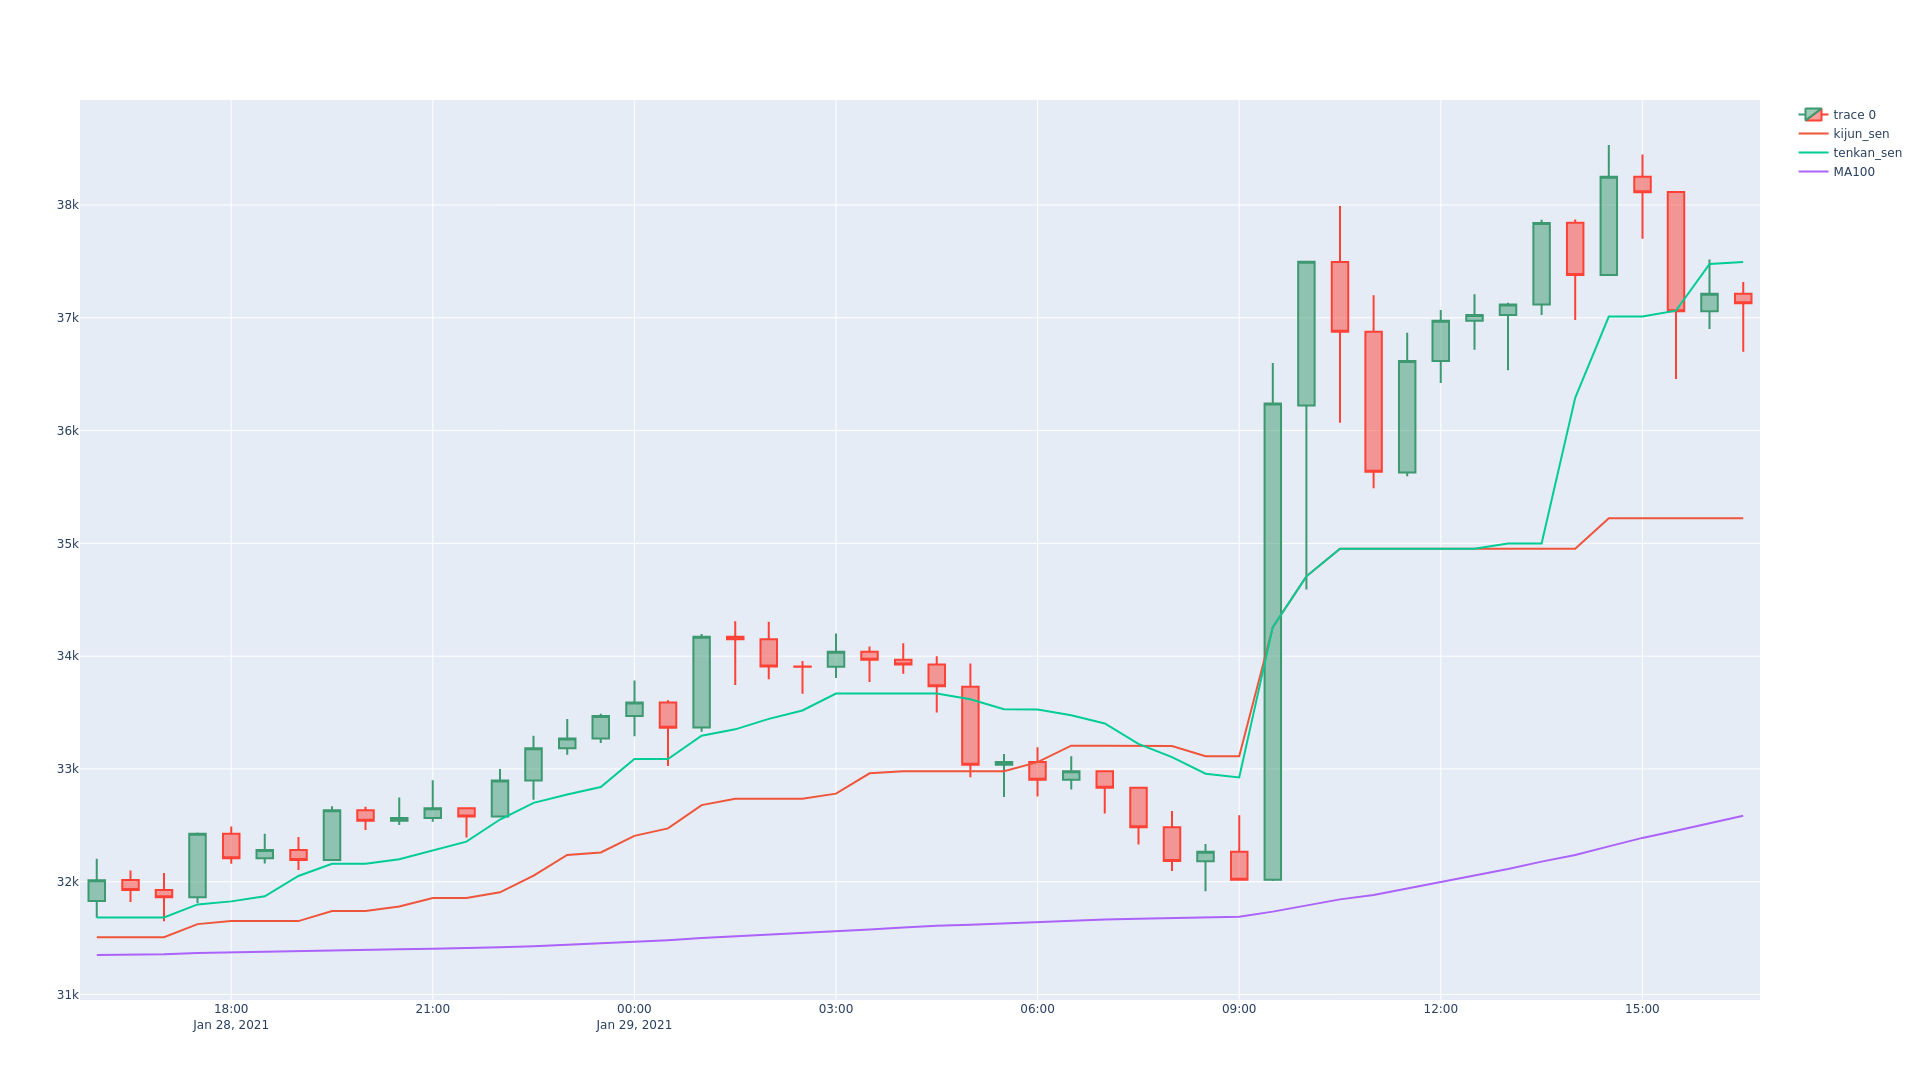 trace 0
kijun_sen
tenkan_sen
MA100
38k
37k
36k
35k
34k
33k
32k
31k
18:00 21:00 00:00 03:00 06:00 09:00 12:00 15:00
Jan 28, 2021 Jan 29, 2021